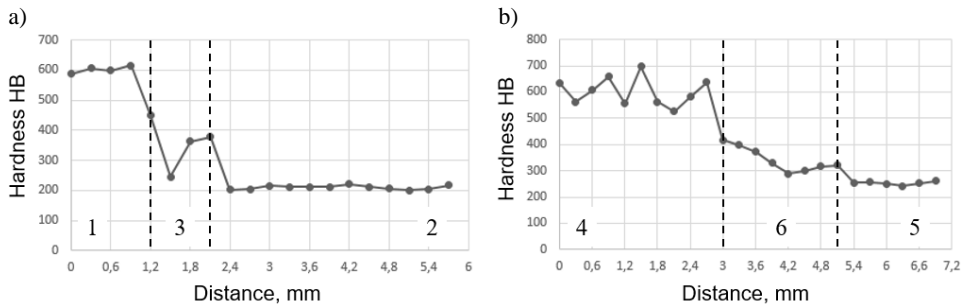 a)
Hardness HB
700
600
500
400
300
200
100
0
1
3
2
0 0,6 1,2 1,8 2,4 3 3,6 4,2 4,8 5,4 6
Distance, mm
b)
Hardness HB
800
700
600
500
400
300
200
100
0
4
6
5
0 0,6 1,2 1,8 2,4 3 3,6 4,2 4,8 5,4 6 6,6 7,2
Distance, mm